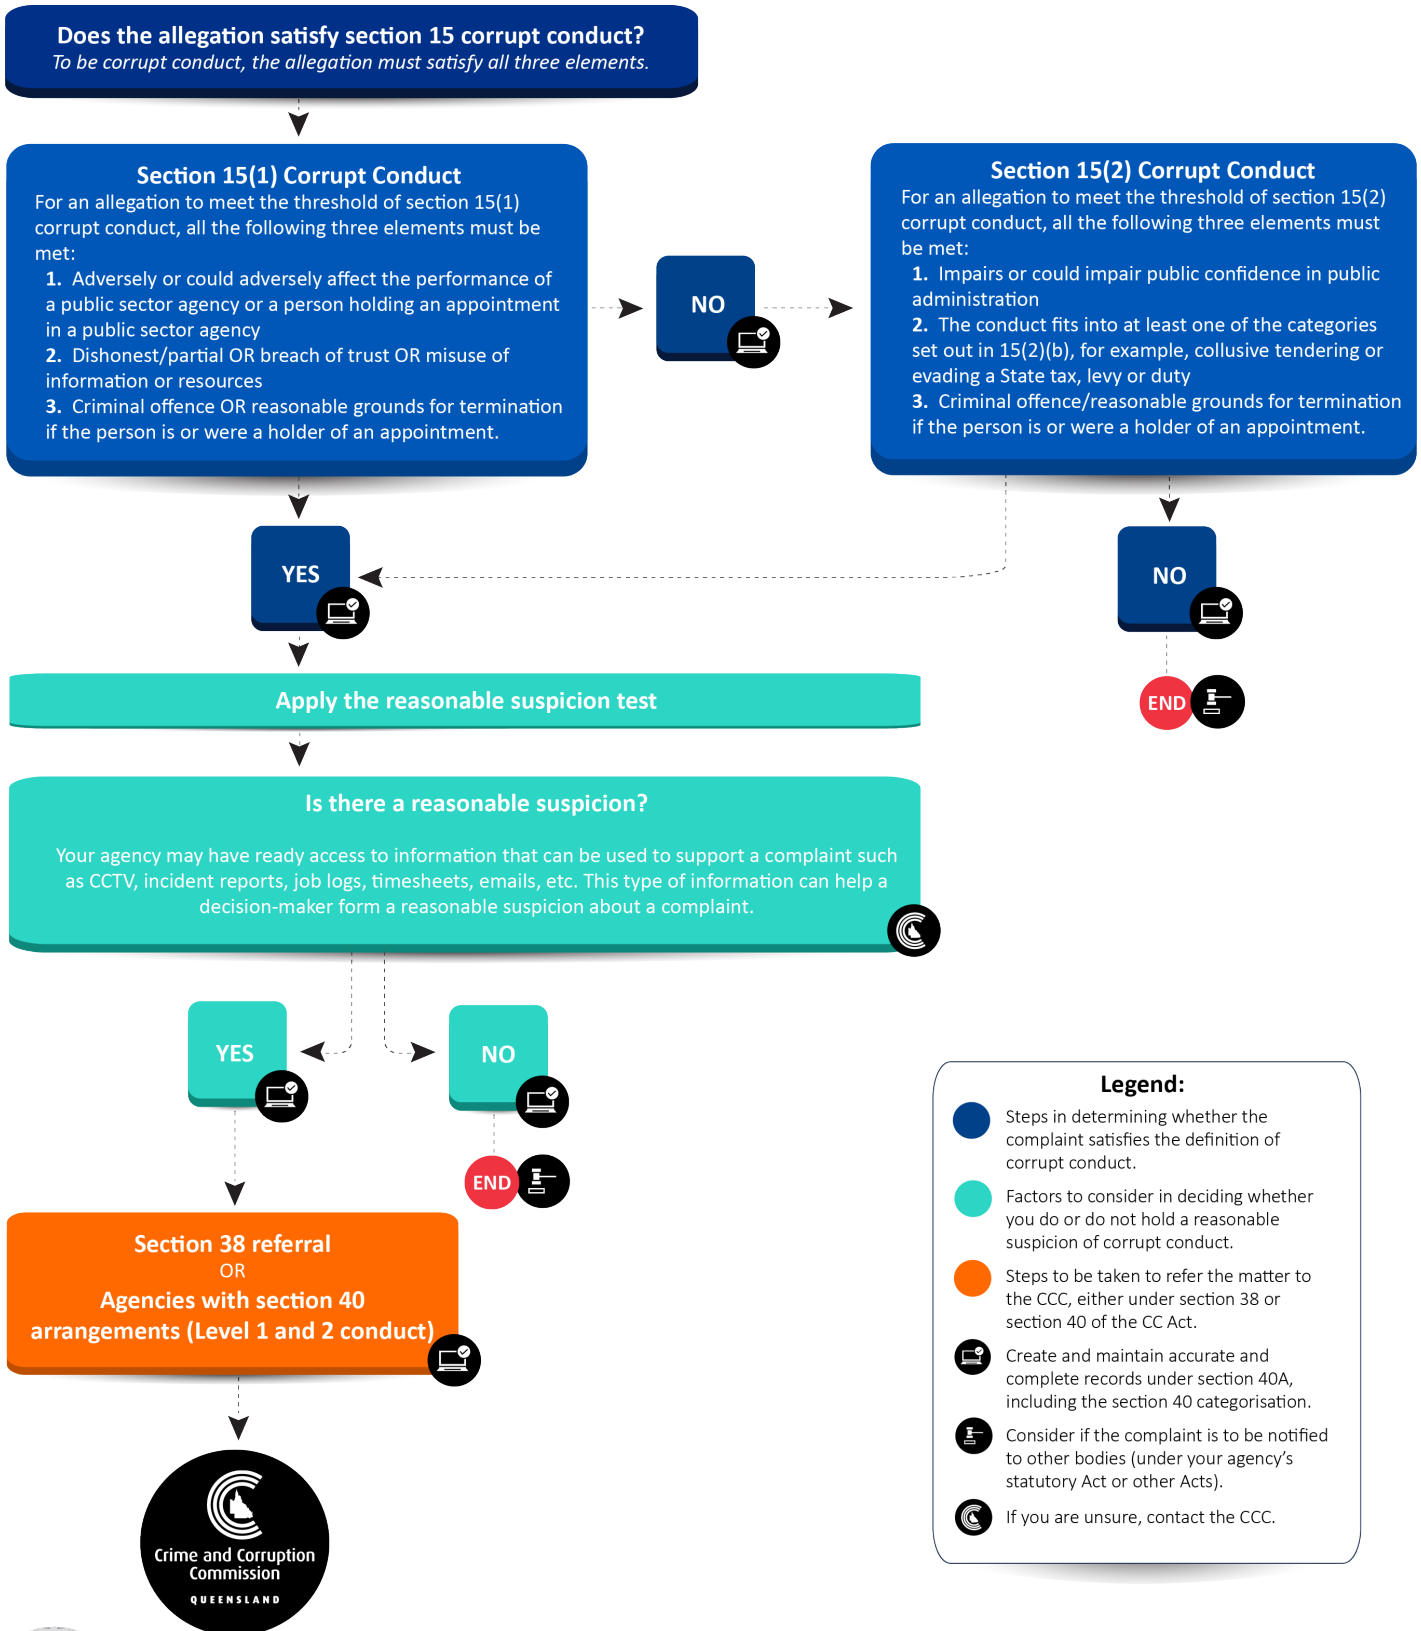 Does the allegation satisfy section 15 corrupt conduct?
To be corrupt conduct, the allegation must satisfy all three elements.
Section 15(1) Corrupt Conduct
For an allegation to meet the threshold of section 15(1)
corrupt conduct, all the following three elements must be
met:
1. Adversely or could adversely affect the performance of
a public sector agency or a person holding an appointment
in a public sector agency
2. Dishonest/partial OR breach of trust OR misuse of
information or resources
3. Criminal offence OR reasonable grounds for termination
if the person is or were a holder of an appointment.
NO
Section 15(2) Corrupt Conduct
For an allegation to meet the threshold of section 15(2)
corrupt conduct, all the following three elements must
be met:
1. Impairs or could impair public confidence in public
administration
2. The conduct fits into at least one of the categories
set out in 15(2)(b), for example, collusive tendering or
evading a State tax, levy or duty
3. Criminal offence/reasonable grounds for termination
if the person is or were a holder of an appointment.
YES
NO
END
Apply the reasonable suspicion test
Is there a reasonable suspicion?
Your agency may have ready access to information that can be used to support a complaint such
as CCTV, incident reports, job logs, timesheets, emails, etc. This type of information can help a
decision-maker form a reasonable suspicion about a complaint.
YES
NO
END
Section 38 referral
OR
Agencies with section 40
arrangements (Level 1 and 2 conduct)
Crime and Corruption
Commission
QUEENSLAND
Legend:
Steps in determining whether the
complaint satisfies the definition of
corrupt conduct.
Factors to consider in deciding whether
you do or do not hold a reasonable
suspicion of corrupt conduct.
Steps to be taken to refer the matter to
the CCC, either under section 38 or
section 40 of the CC Act.
Create and maintain accurate and
complete records under section 40A,
including the section 40 categorisation.
Consider if the complaint is to be notified
to other bodies (under your agency's
statutory Act or other Acts).
If you are unsure, contact the CCC.